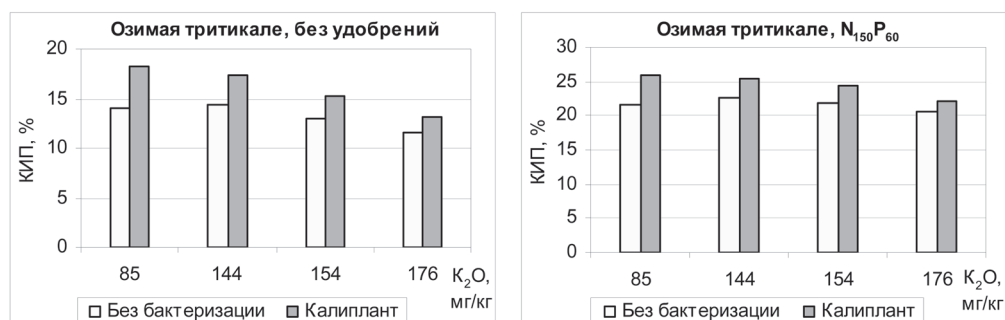 Озимая тритикале, без удобрений
20
15
10
5
0
КИП, %
85 144 154 176 K₂O, мг/кг
Без бактеризации Калиплант
Озимая тритикале, N₁₅₀P₆₀
30
25
20
15
10
5
0
КИП, %
85 144 154 176 K₂O, мг/кг
Без бактеризации Калиплант